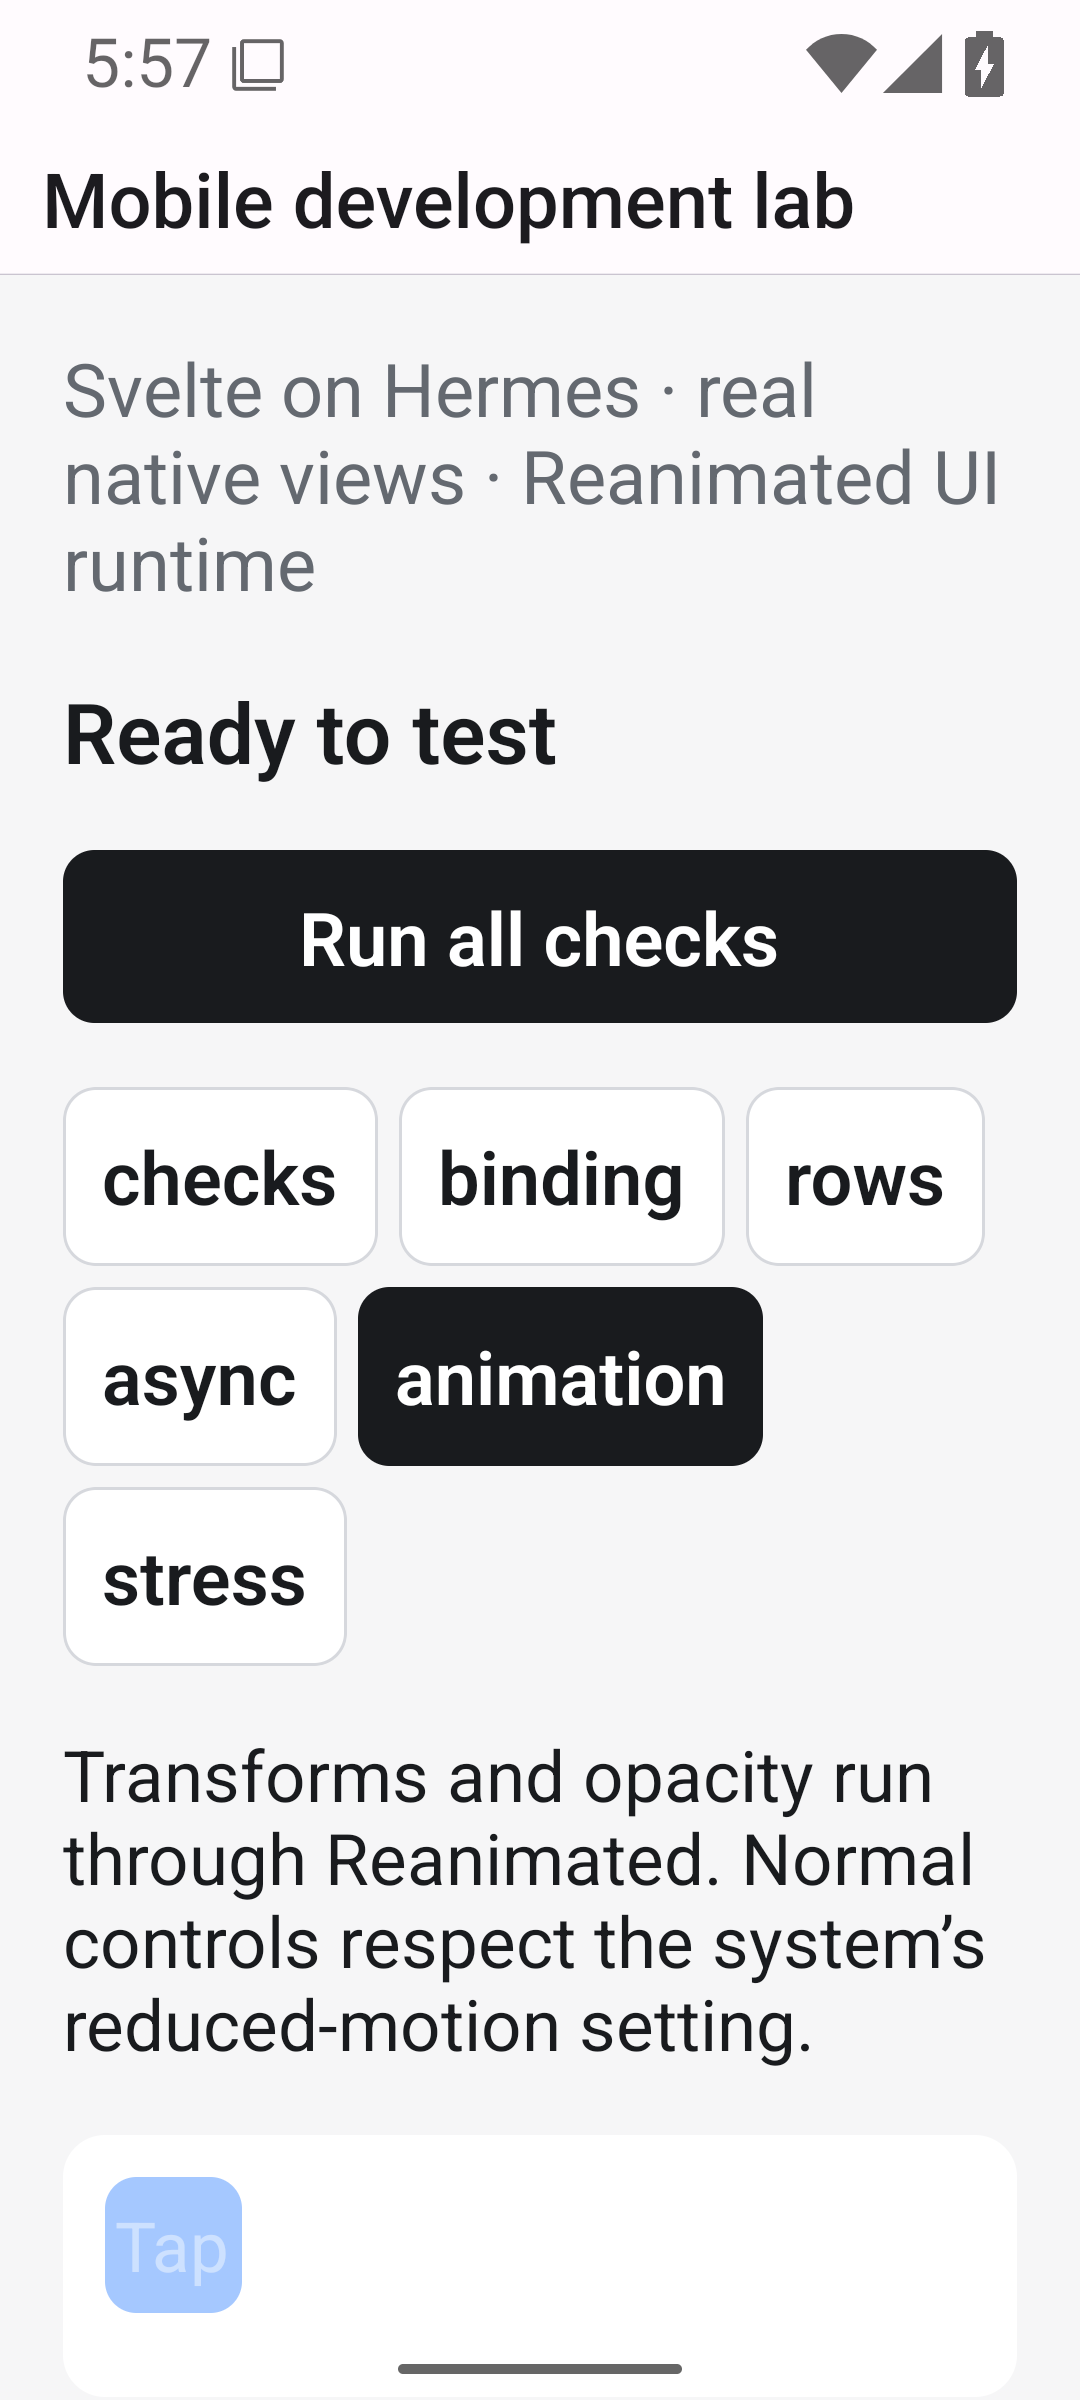 5:57
Mobile development lab
Svelte on Hermes · real
native views · Reanimated UI
runtime
Ready to test
Run all checks
checks binding rows
async animation
stress
Transforms and opacity run
through Reanimated. Normal
controls respect the system’s
reduced-motion setting.
Tap